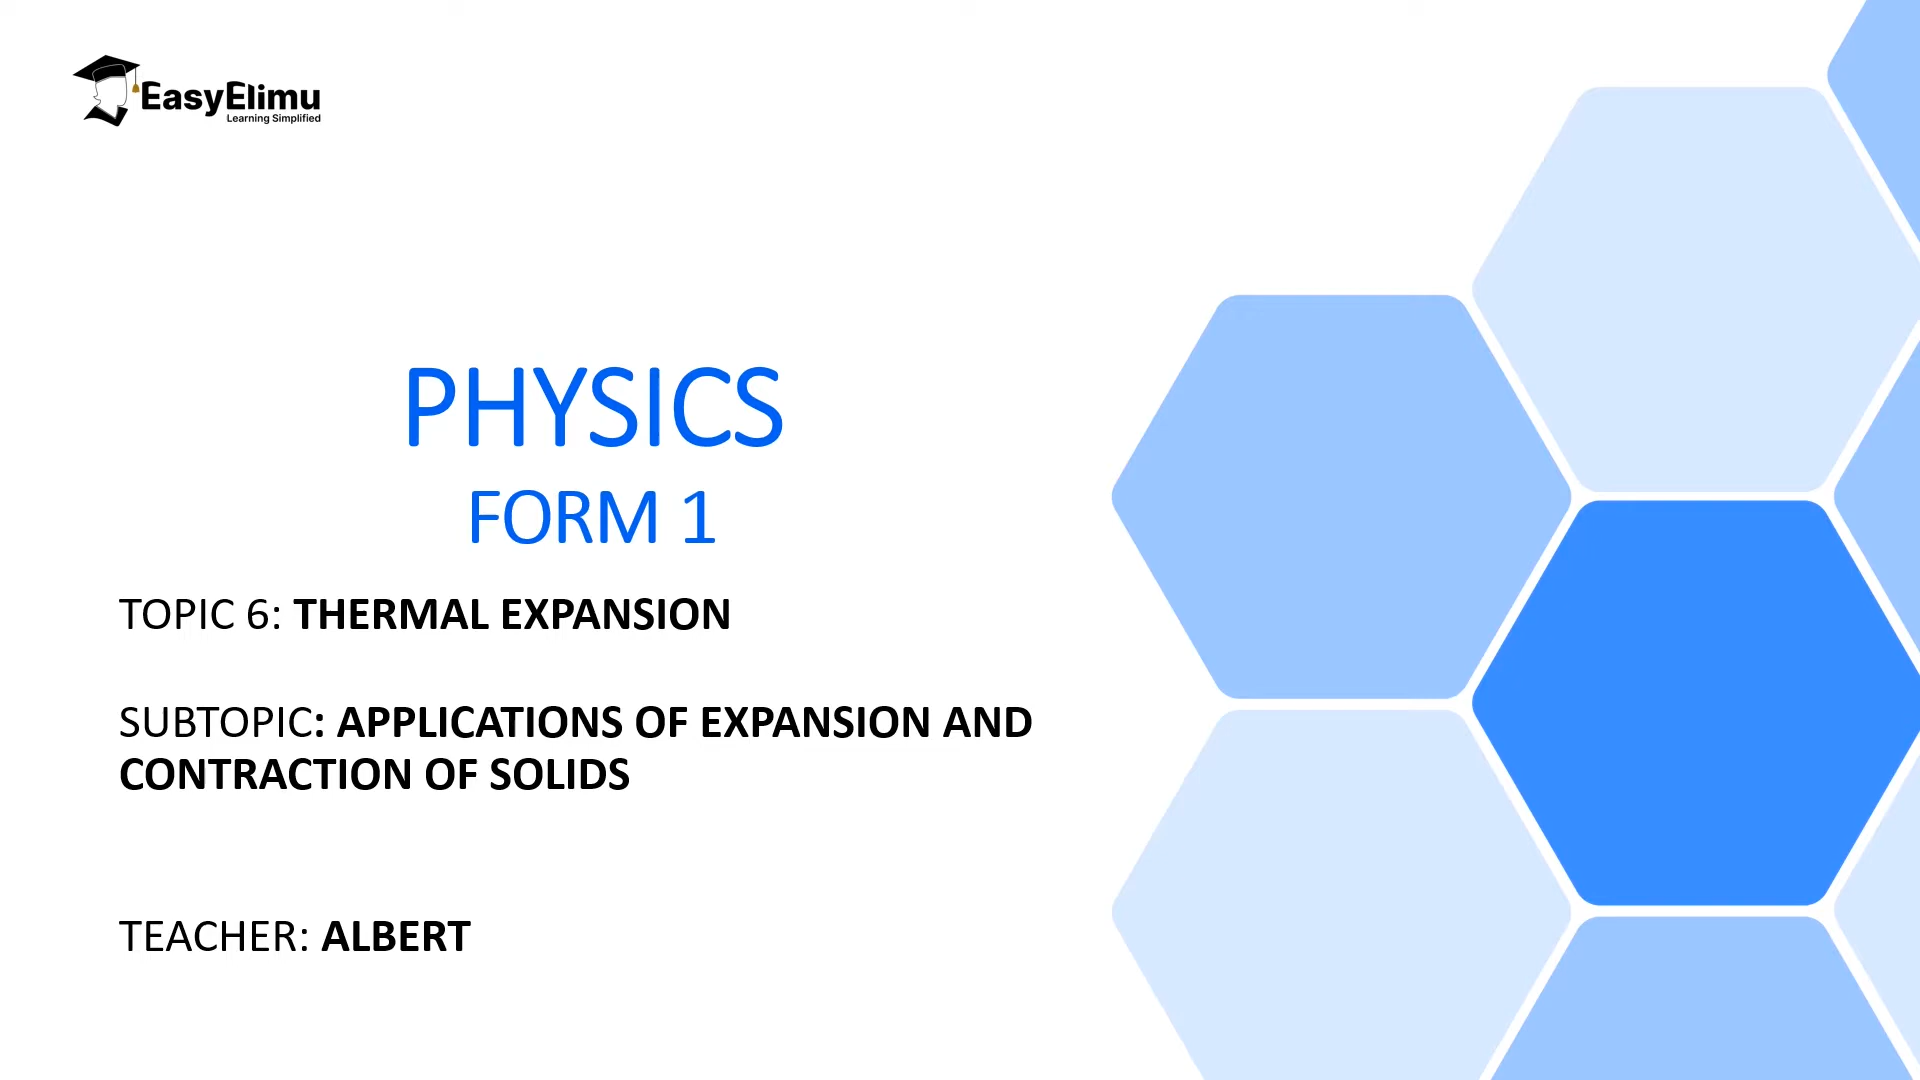 EasyElimu
Learning Simplified
PHYSICS
FORM 1
TOPIC 6: THERMAL EXPANSION
SUBTOPIC: APPLICATIONS OF EXPANSION AND
CONTRACTION OF SOLIDS
TEACHER: ALBERT